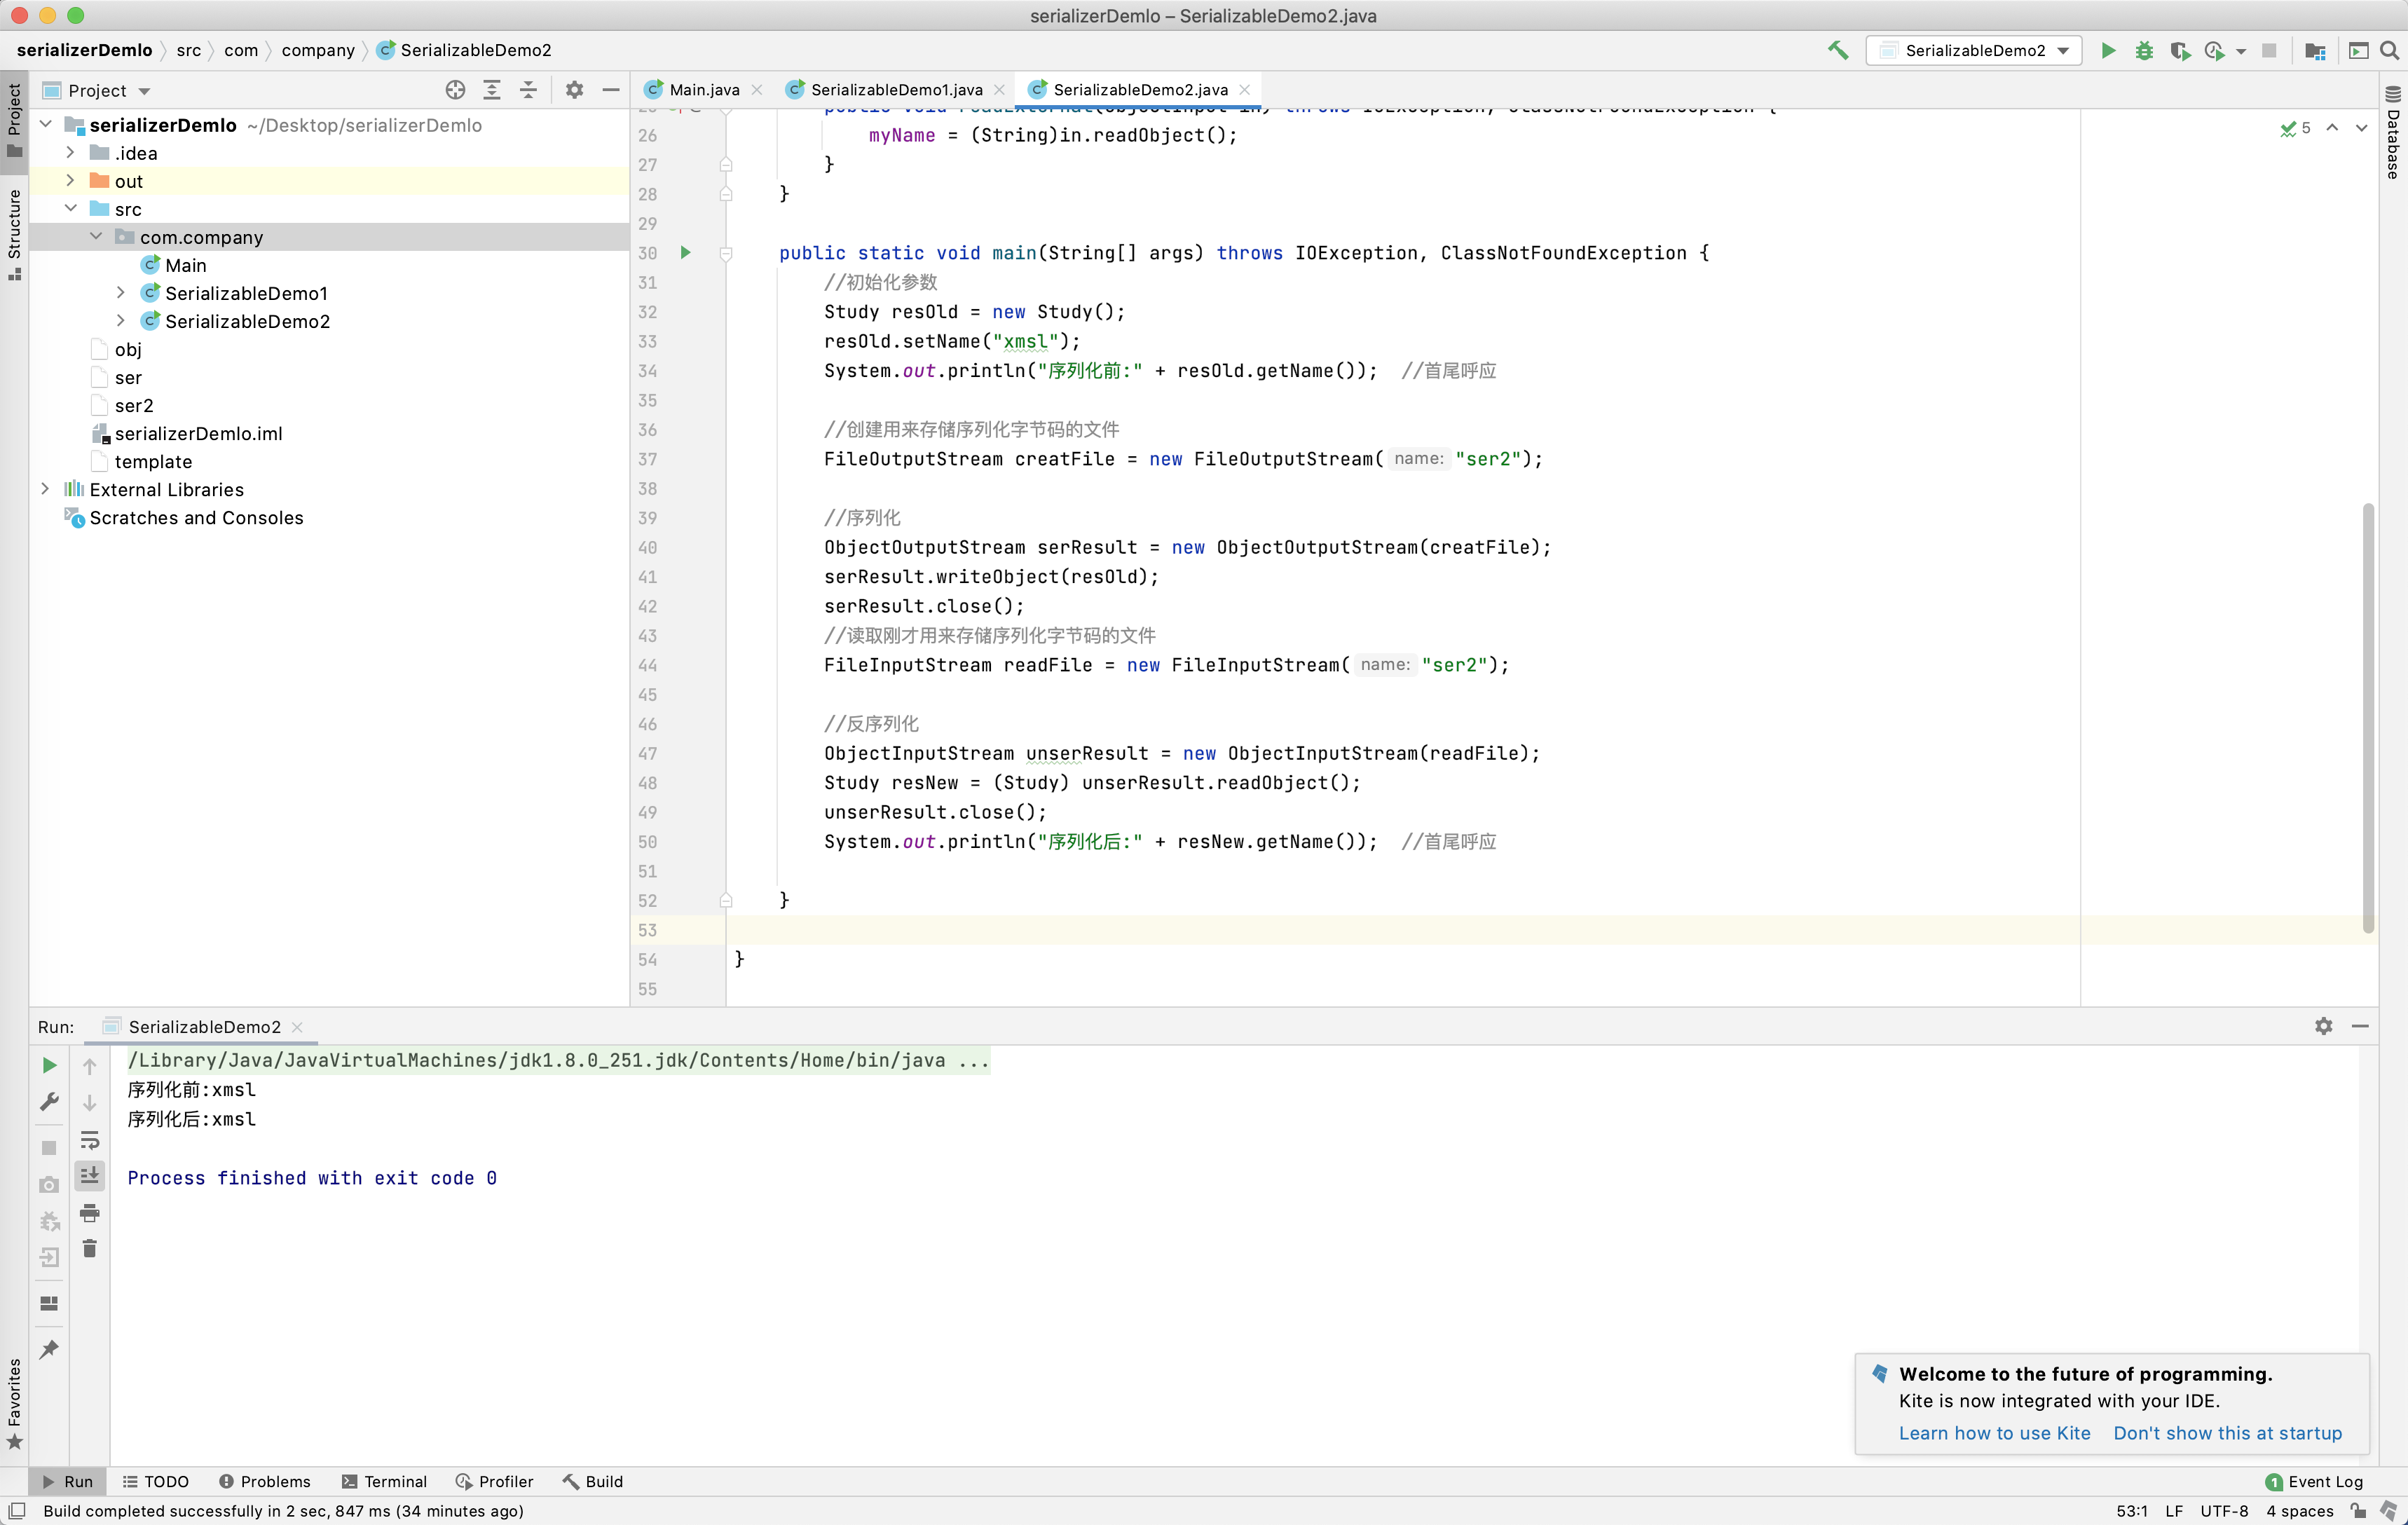 serializerDemlo – SerializableDemo2.java
serializerDemlo src com company SerializableDemo2
SerializableDemo2
Project
Main.java
SerializableDemo1.java
SerializableDemo2.java
Project
Structure
Favorites
Database
serializerDemlo ~/Desktop/serializerDemlo
.idea
out
src
com.company
Main
SerializableDemo1
SerializableDemo2
obj
ser
ser2
serializerDemlo.iml
template
External Libraries
Scratches and Consoles
5
25 public void readExternal(ObjectInput in) throws IOException, ClassNotFoundException {
26 myName = (String)in.readObject();
27 }
28 }
29
30 public static void main(String[] args) throws IOException, ClassNotFoundException {
31 //初始化参数
32 Study resOld = new Study();
33 resOld.setName("xmsl");
34 System.out.println("序列化前:" + resOld.getName()); //首尾呼应
35
36 //创建用来存储序列化字节码的文件
37 FileOutputStream creatFile = new FileOutputStream( name: "ser2");
38
39 //序列化
40 ObjectOutputStream serResult = new ObjectOutputStream(creatFile);
41 serResult.writeObject(resOld);
42 serResult.close();
43 //读取刚才用来存储序列化字节码的文件
44 FileInputStream readFile = new FileInputStream( name: "ser2");
45
46 //反序列化
47 ObjectInputStream unserResult = new ObjectInputStream(readFile);
48 Study resNew = (Study) unserResult.readObject();
49 unserResult.close();
50 System.out.println("序列化后:" + resNew.getName()); //首尾呼应
51
52 }
53
54 }
55
Run: SerializableDemo2
/Library/Java/JavaVirtualMachines/jdk1.8.0_251.jdk/Contents/Home/bin/java ...
序列化前:xmsl
序列化后:xmsl
Process finished with exit code 0
Welcome to the future of programming.
Kite is now integrated with your IDE.
Learn how to use Kite Don't show this at startup
Run TODO Problems Terminal Profiler Build
1 Event Log
Build completed successfully in 2 sec, 847 ms (34 minutes ago)
53:1 LF UTF-8 4 spaces